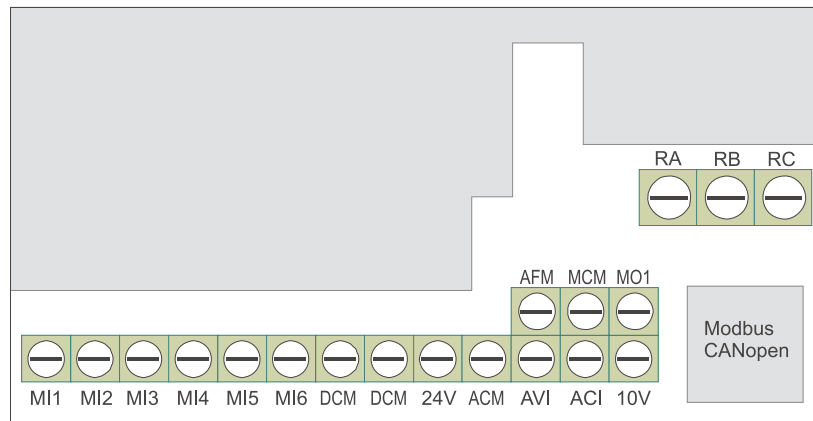 RA RB RC
AFM MCM MO1
Modbus
CANopen
MI1 MI2 MI3 MI4 MI5 MI6 DCM DCM 24V ACM AVI ACI 10V